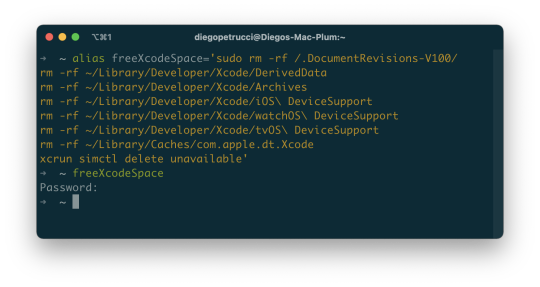 ⌥⌘1
diegopetrucci@Diegos-Mac-Plum:~
➜ ~ alias freeXcodeSpace='sudo rm -rf /.DocumentRevisions-V100/
rm -rf ~/Library/Developer/Xcode/DerivedData
rm -rf ~/Library/Developer/Xcode/Archives
rm -rf ~/Library/Developer/Xcode/iOS\ DeviceSupport
rm -rf ~/Library/Developer/Xcode/watchOS\ DeviceSupport
rm -rf ~/Library/Developer/Xcode/tvOS\ DeviceSupport
rm -rf ~/Library/Caches/com.apple.dt.Xcode
xcrun simctl delete unavailable'
➜ ~ freeXcodeSpace
Password:
➜ ~